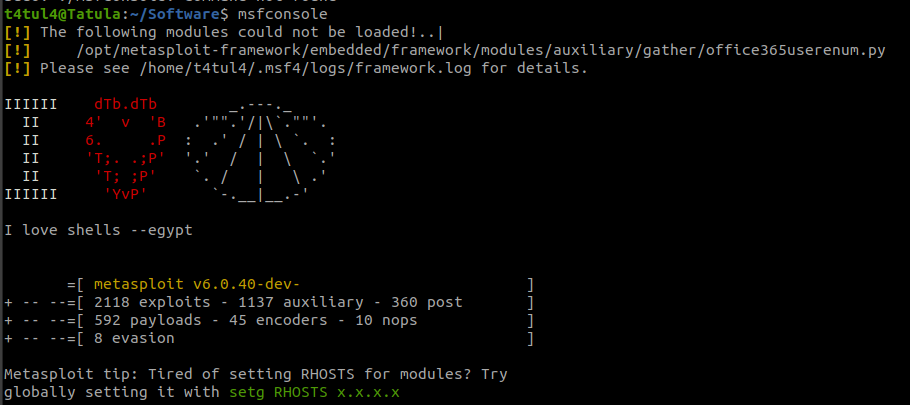 t4tul4@Tatula:~/Software$ msfconsole
[!] The following modules could not be loaded!..|
[!]     /opt/metasploit-framework/embedded/framework/modules/auxiliary/gather/office365userenum.py
[!] Please see /home/t4tul4/.msf4/logs/framework.log for details.
IIIIII    dTb.dTb        _.---._
  II     4'  v  'B   .'"".'/|\`.""'.
  II     6.     .P  :  .' / | \ `.  :
  II     'T;. .;P'  '.'  /  |  \  `.'
  II      'T; ;P'    `. /   |   \ .'
IIIIII     'YvP'       `-.__|__.-'
I love shells --egypt
       =[ metasploit v6.0.40-dev-                         ]
+ -- --=[ 2118 exploits - 1137 auxiliary - 360 post       ]
+ -- --=[ 592 payloads - 45 encoders - 10 nops            ]
+ -- --=[ 8 evasion                                       ]
Metasploit tip: Tired of setting RHOSTS for modules? Try
globally setting it with setg RHOSTS x.x.x.x